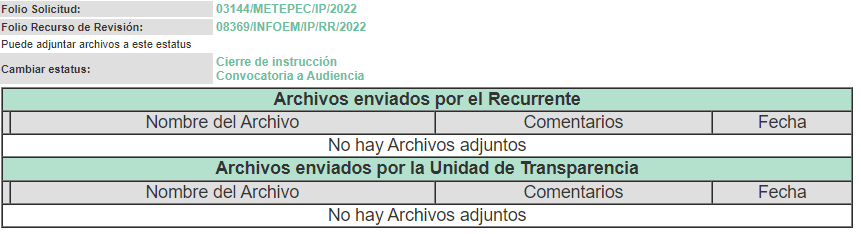 Folio Solicitud: 03144/METEPEC/IP/2022
Folio Recurso de Revisión: 08369/INFOEM/IP/RR/2022
Puede adjuntar archivos a este estatus
Cambiar estatus: Cierre de instrucción
Convocatoria a Audiencia
Archivos enviados por el Recurrente
Nombre del Archivo Comentarios Fecha
No hay Archivos adjuntos
Archivos enviados por la Unidad de Transparencia
Nombre del Archivo Comentarios Fecha
No hay Archivos adjuntos